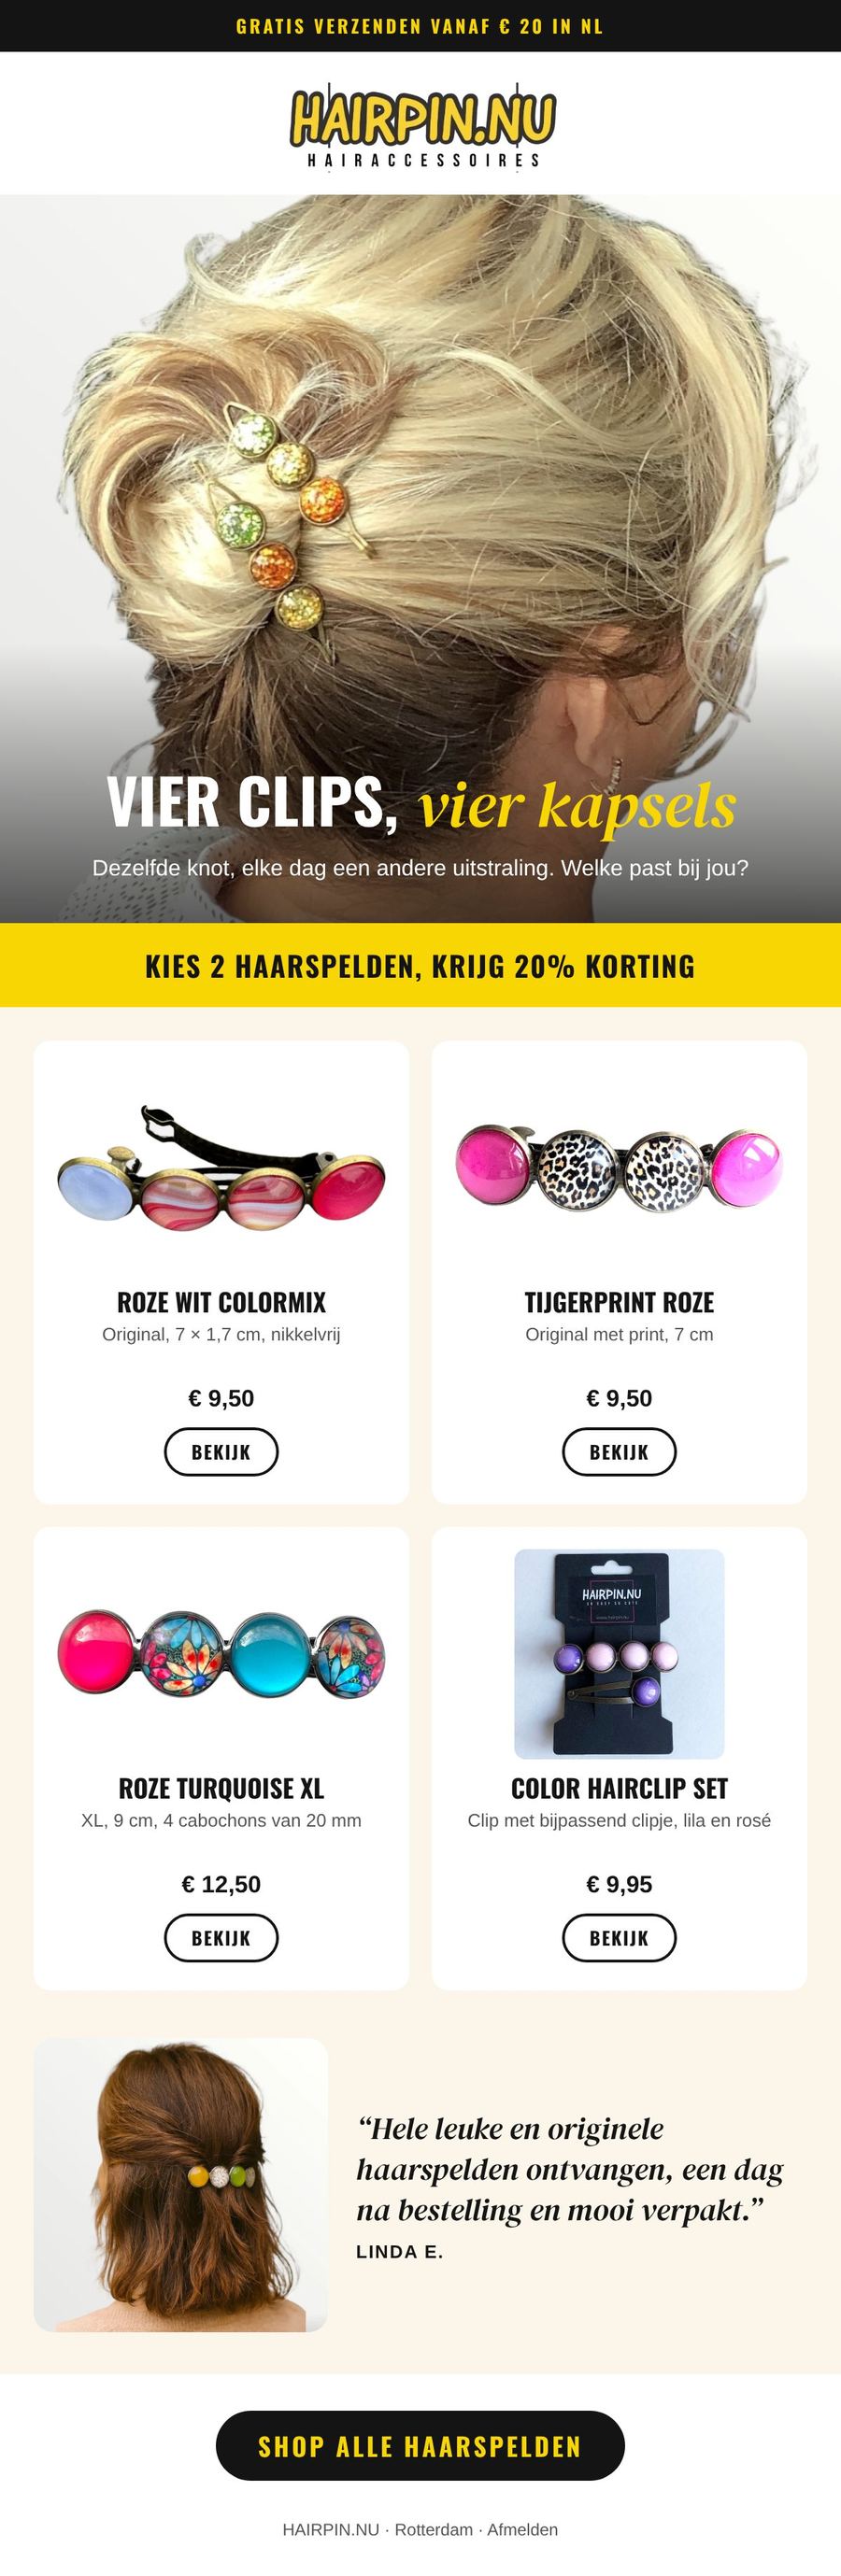 GRATIS VERZENDEN VANAF € 20 IN NL
HAIRPIN.NU
HAIRACCESSOIRES
VIER CLIPS, vier kapsels
Dezelfde knot, elke dag een andere uitstraling. Welke past bij jou?
KIES 2 HAARSPELDEN, KRIJG 20% KORTING
ROZE WIT COLORMIX
Original, 7 × 1,7 cm, nikkelvrij
€ 9,50
BEKIJK
TIJGERPRINT ROZE
Original met print, 7 cm
€ 9,50
BEKIJK
ROZE TURQUOISE XL
XL, 9 cm, 4 cabochons van 20 mm
€ 12,50
BEKIJK
HAIRPIN.NU
COLOR HAIRCLIP SET
Clip met bijpassend clipje, lila en rosé
€ 9,95
BEKIJK
“Hele leuke en originele
haarspelden ontvangen, een dag
na bestelling en mooi verpakt.”
LINDA E.
SHOP ALLE HAARSPELDEN
HAIRPIN.NU · Rotterdam · Afmelden